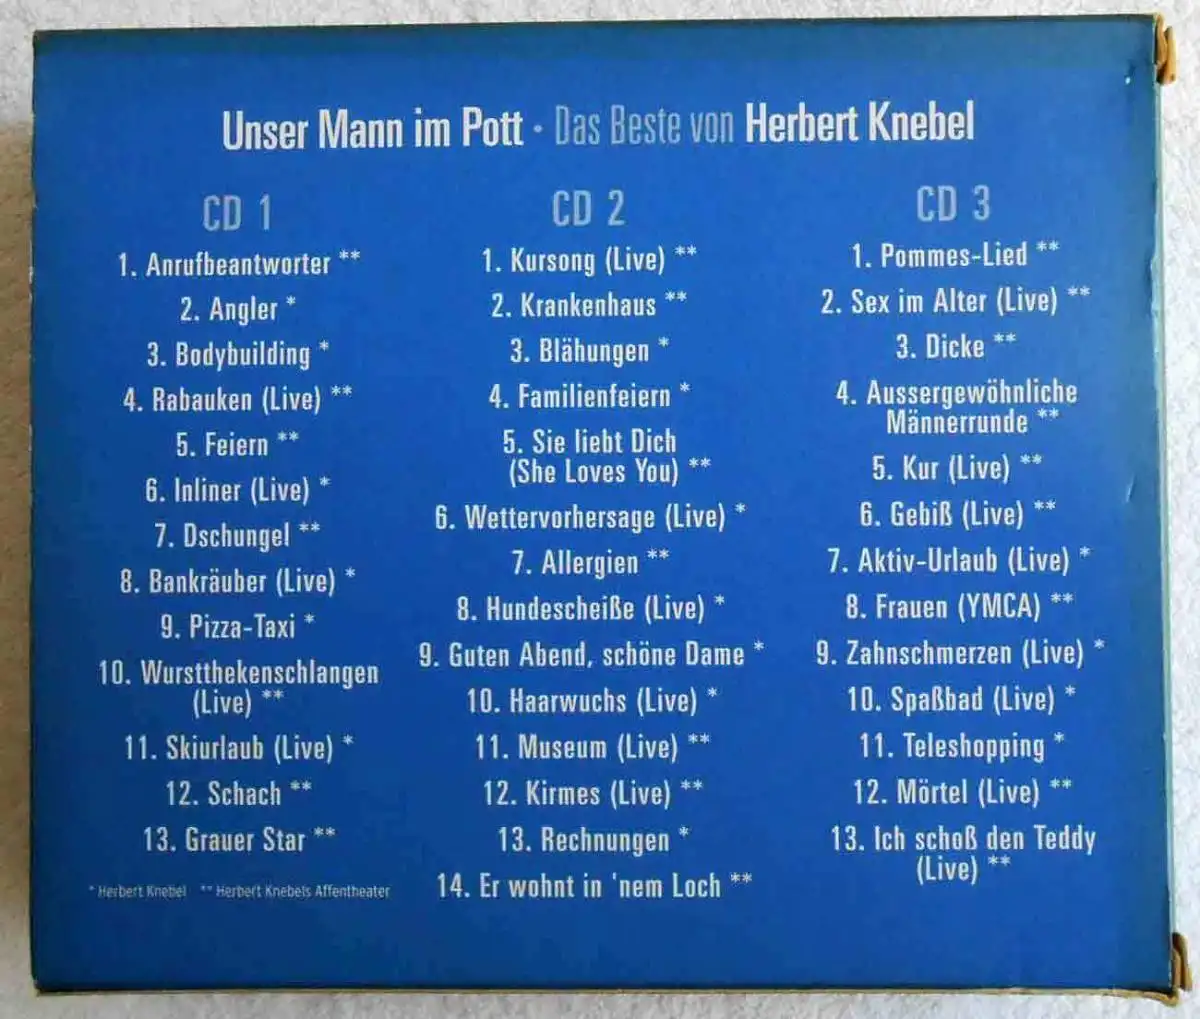 Unser Mann im Pott · Das Beste von Herbert Knebel
CD 1
1. Anrufbeantworter **
2. Angler *
3. Bodybuilding *
4. Rabauken (Live) **
5. Feiern **
6. Inliner (Live) *
7. Dschungel **
8. Bankräuber (Live) *
9. Pizza-Taxi *
10. Wurstthekenschlangen
(Live) **
11. Skiurlaub (Live) *
12. Schach **
13. Grauer Star **
* Herbert Knebel ** Herbert Knebels Affentheater
CD 2
1. Kursong (Live) **
2. Krankenhaus **
3. Blähungen *
4. Familienfeiern *
5. Sie liebt Dich
(She Loves You) **
6. Wettervorhersage (Live) *
7. Allergien **
8. Hundescheiße (Live) *
9. Guten Abend, schöne Dame *
10. Haarwuchs (Live) *
11. Museum (Live) **
12. Kirmes (Live) **
13. Rechnungen *
14. Er wohnt in 'nem Loch **
CD 3
1. Pommes-Lied **
2. Sex im Alter (Live) **
3. Dicke **
4. Aussergewöhnliche
Männerrunde **
5. Kur (Live) **
6. Gebiß (Live) **
7. Aktiv-Urlaub (Live) *
8. Frauen (YMCA) **
9. Zahnschmerzen (Live) *
10. Spaßbad (Live) *
11. Teleshopping *
12. Mörtel (Live) **
13. Ich schoß den Teddy
(Live) **